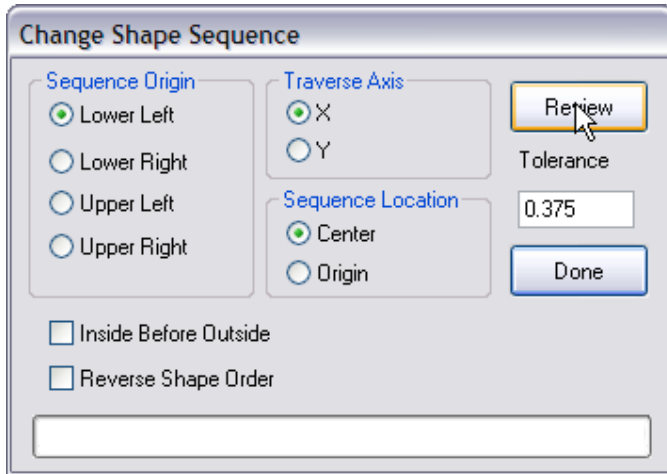 Change Shape Sequence
Sequence Origin
Lower Left
Lower Right
Upper Left
Upper Right
Traverse Axis
X
Y
Sequence Location
Center
Origin
Review
Tolerance
0.375
Done
Inside Before Outside
Reverse Shape Order